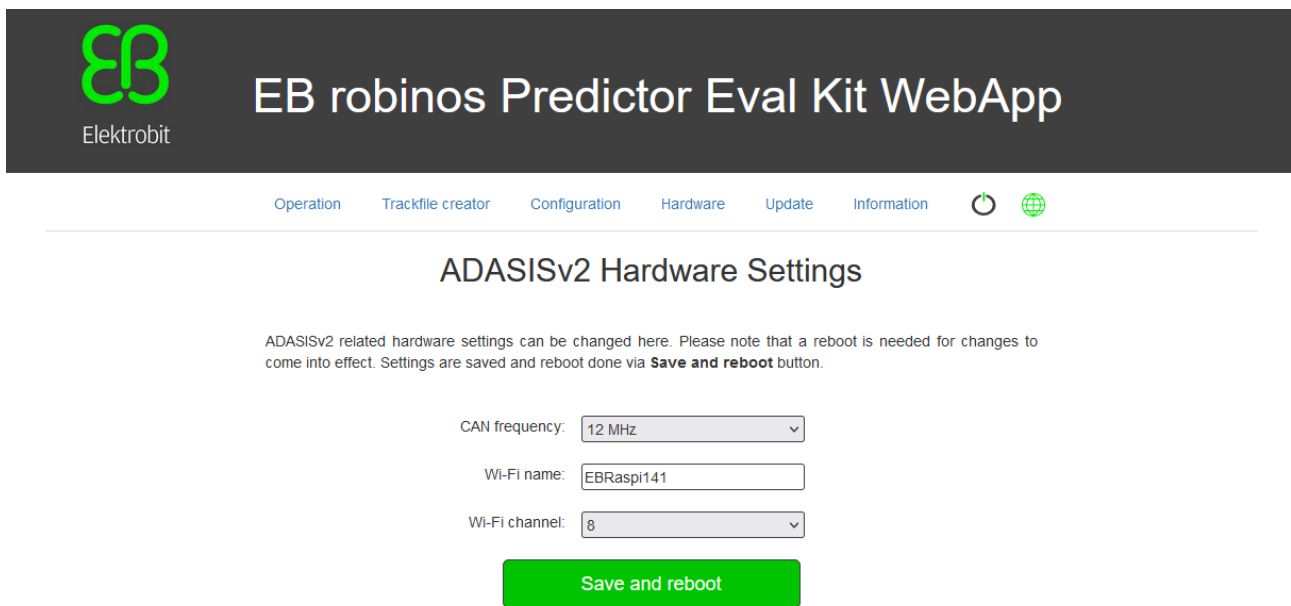 EB
Elektrobit
EB robinos Predictor Eval Kit WebApp
Operation Trackfile creator Configuration Hardware Update Information
ADASISv2 Hardware Settings
ADASISv2 related hardware settings can be changed here. Please note that a reboot is needed for changes to
come into effect. Settings are saved and reboot done via Save and reboot button.
CAN frequency: 12 MHz
Wi-Fi name: EBRaspi141
Wi-Fi channel: 8
Save and reboot